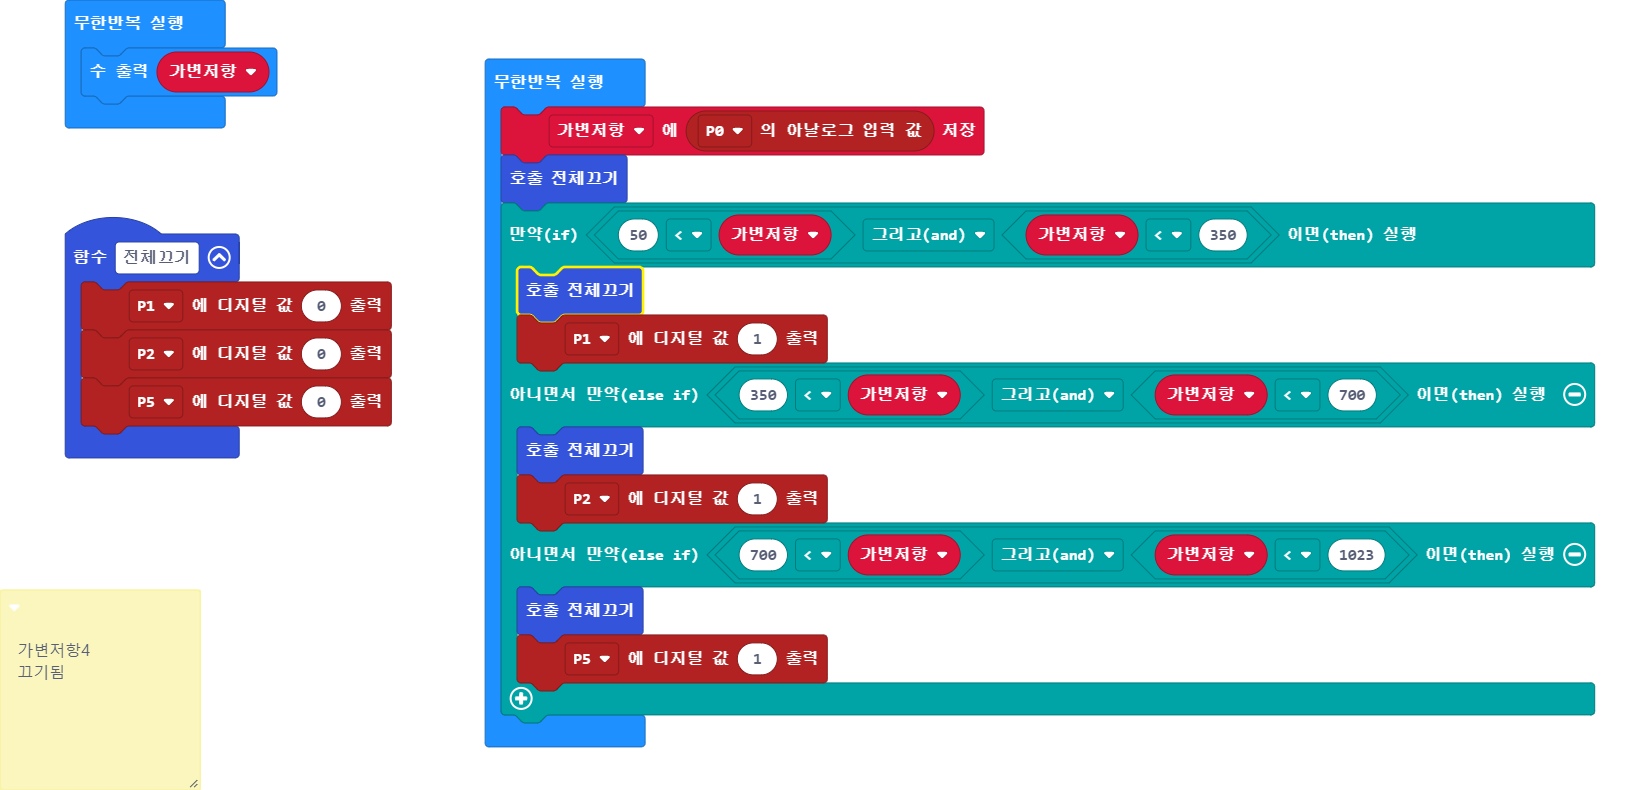 무한반복 실행
수 출력 가변저항
함수 전체끄기
P1 에 디지털 값 0 출력
P2 에 디지털 값 0 출력
P5 에 디지털 값 0 출력
가변저항4
끄기됨
무한반복 실행
가변저항 에 P0 의 아날로그 입력 값 저장
호출 전체끄기
만약(if) 50 < 가변저항 그리고(and) 가변저항 < 350 이면(then) 실행
호출 전체끄기
P1 에 디지털 값 1 출력
아니면서 만약(else if) 350 < 가변저항 그리고(and) 가변저항 < 700 이면(then) 실행
호출 전체끄기
P2 에 디지털 값 1 출력
아니면서 만약(else if) 700 < 가변저항 그리고(and) 가변저항 < 1023 이면(then) 실행
호출 전체끄기
P5 에 디지털 값 1 출력